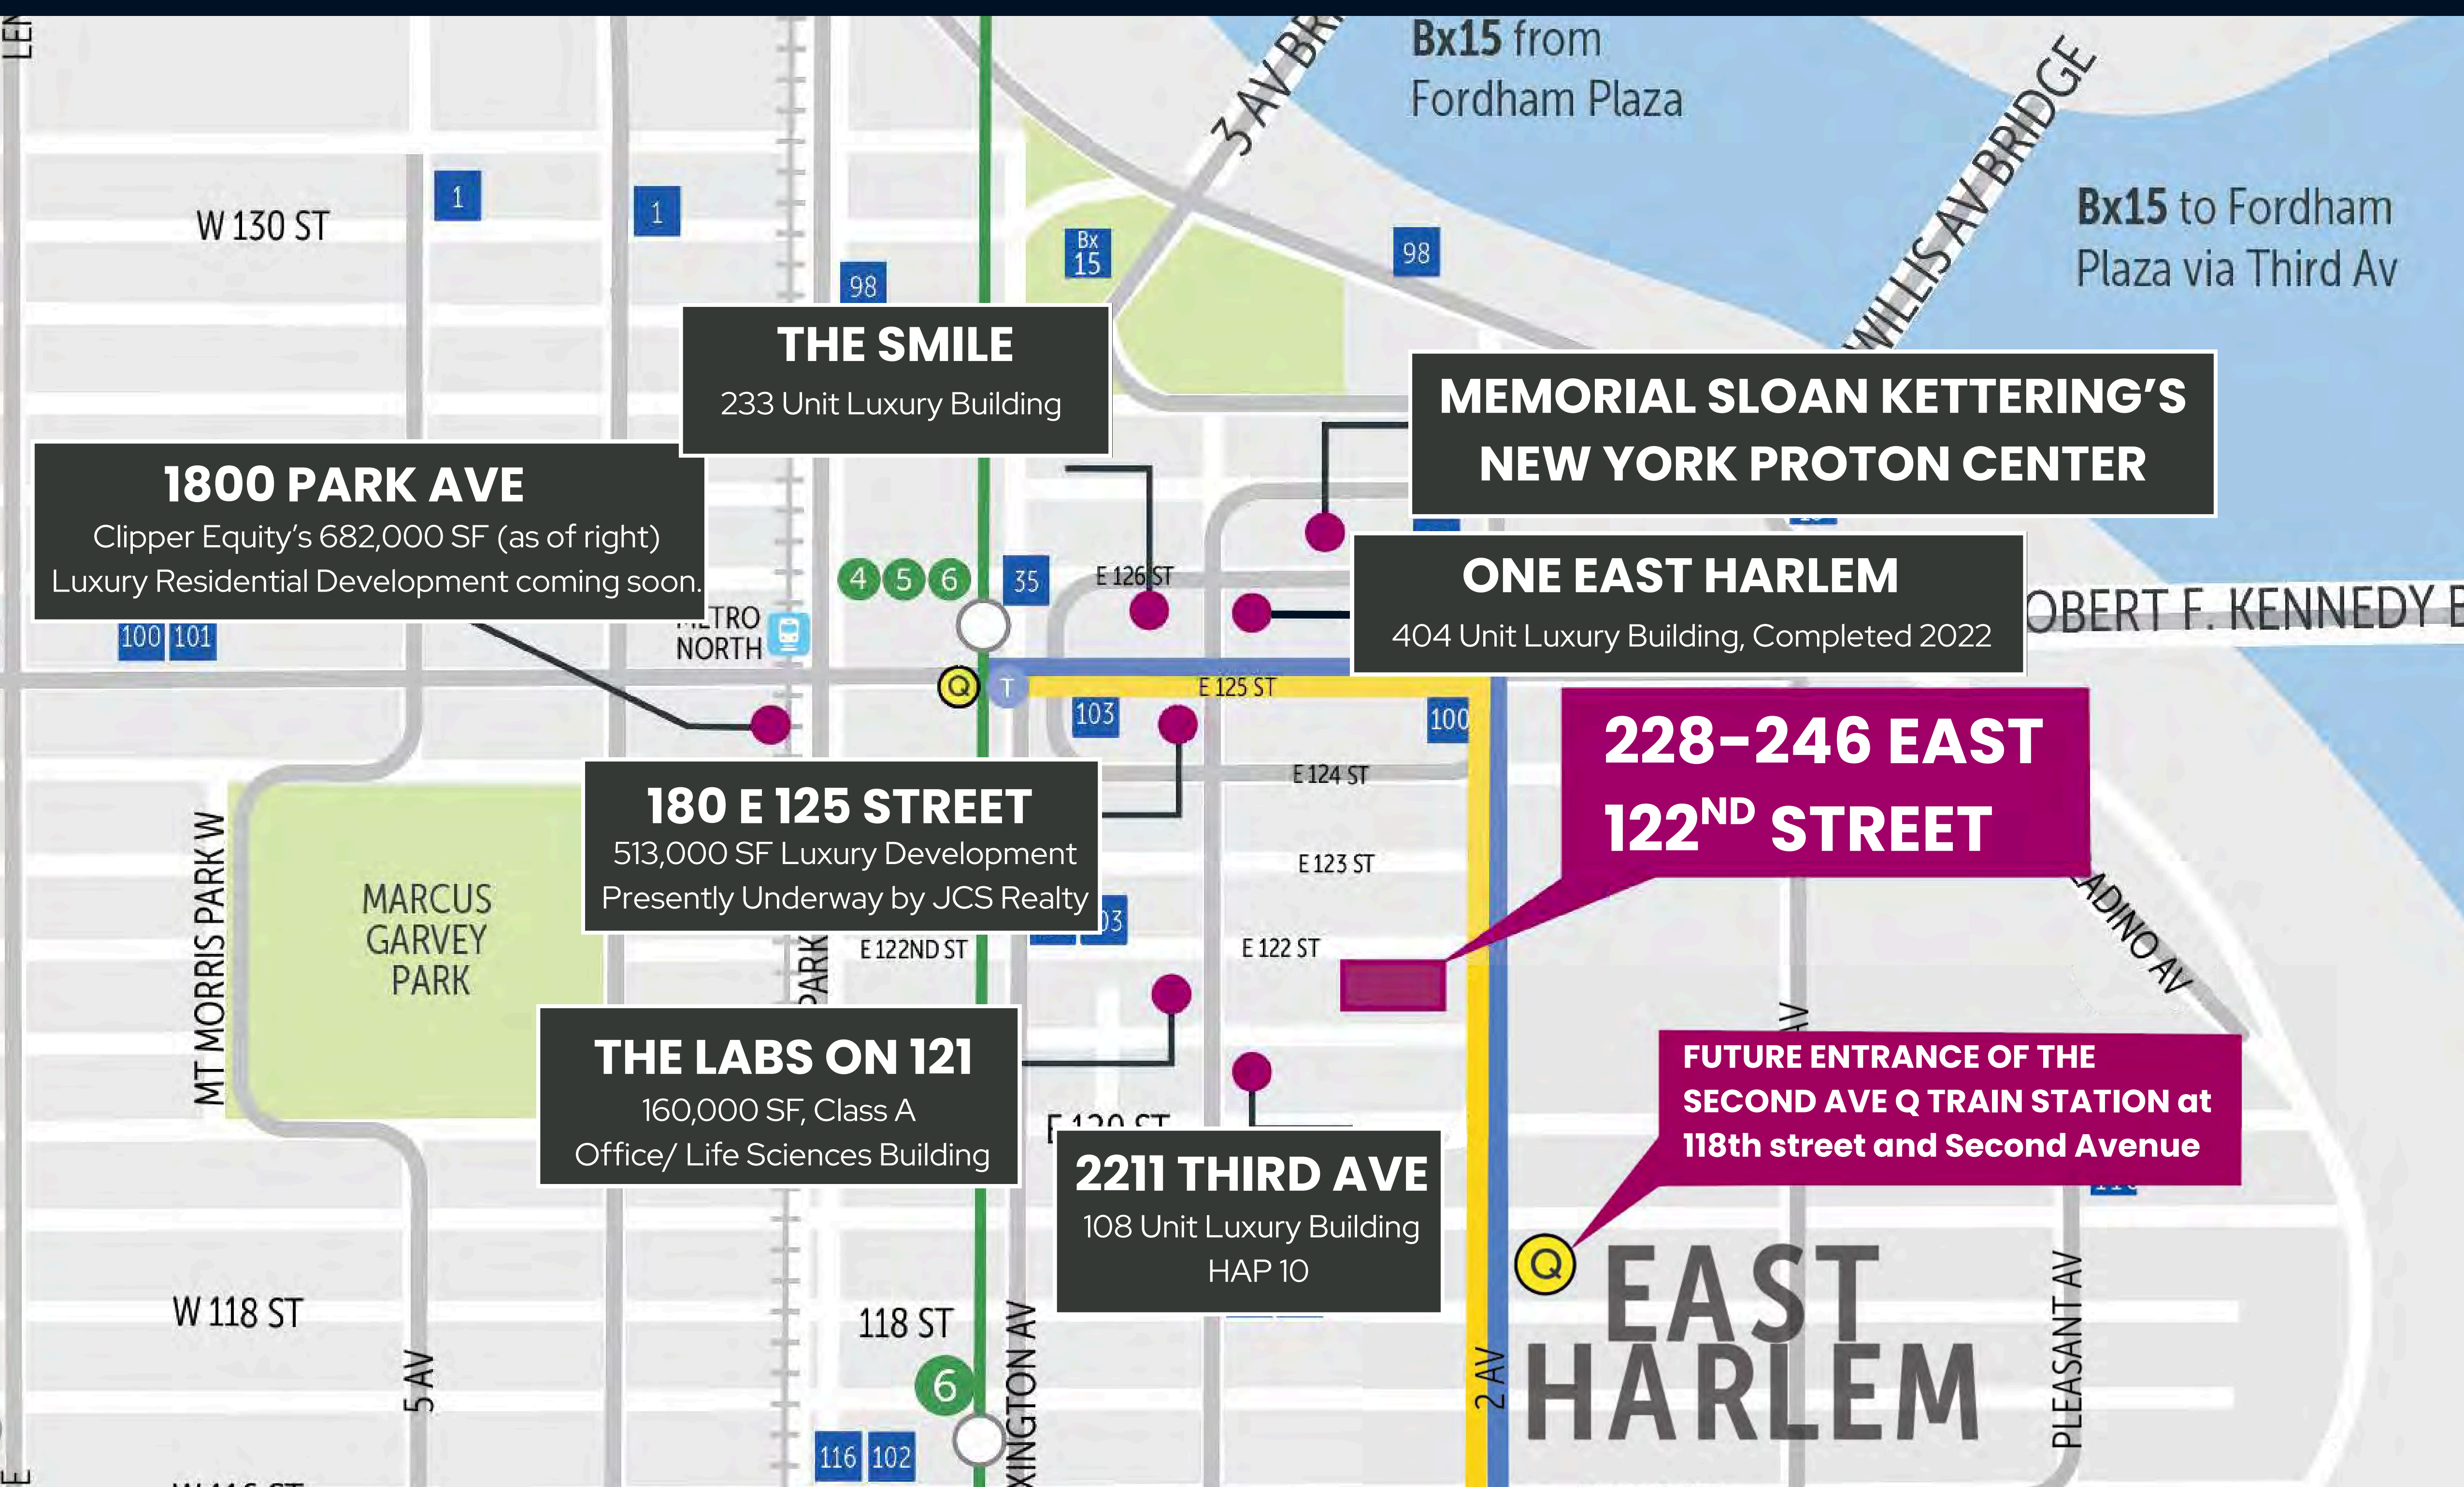 Bx15 from
Fordham Plaza
WILLIS AV BRIDGE
Bx15 to Fordham
Plaza via Third Av
W 130 ST
1
1
98
Bx
15
98
THE SMILE
233 Unit Luxury Building
MEMORIAL SLOAN KETTERING’S
NEW YORK PROTON CENTER
1800 PARK AVE
Clipper Equity’s 682,000 SF (as of right)
Luxury Residential Development coming soon.
4 5 6
35
E 126 ST
ONE EAST HARLEM
404 Unit Luxury Building, Completed 2022
OBERT F. KENNEDY B
100 101
NORTH
Q
T
E 125 ST
103
100
228-246 EAST
122ND STREET
E 124 ST
180 E 125 STREET
513,000 SF Luxury Development
Presently Underway by JCS Realty
E 123 ST
MT MORRIS PARK W
MARCUS
GARVEY
PARK
PARK
E 122ND ST
E 122 ST
ADINO AV
AV
THE LABS ON 121
160,000 SF, Class A
Office/ Life Sciences Building
FUTURE ENTRANCE OF THE
SECOND AVE Q TRAIN STATION at
118th street and Second Avenue
2211 THIRD AVE
108 Unit Luxury Building
HAP 10
Q
EAST
HARLEM
W 118 ST
118 ST
5 AV
6
XINGTON AV
2 AV
PLEASANT AV
116 102